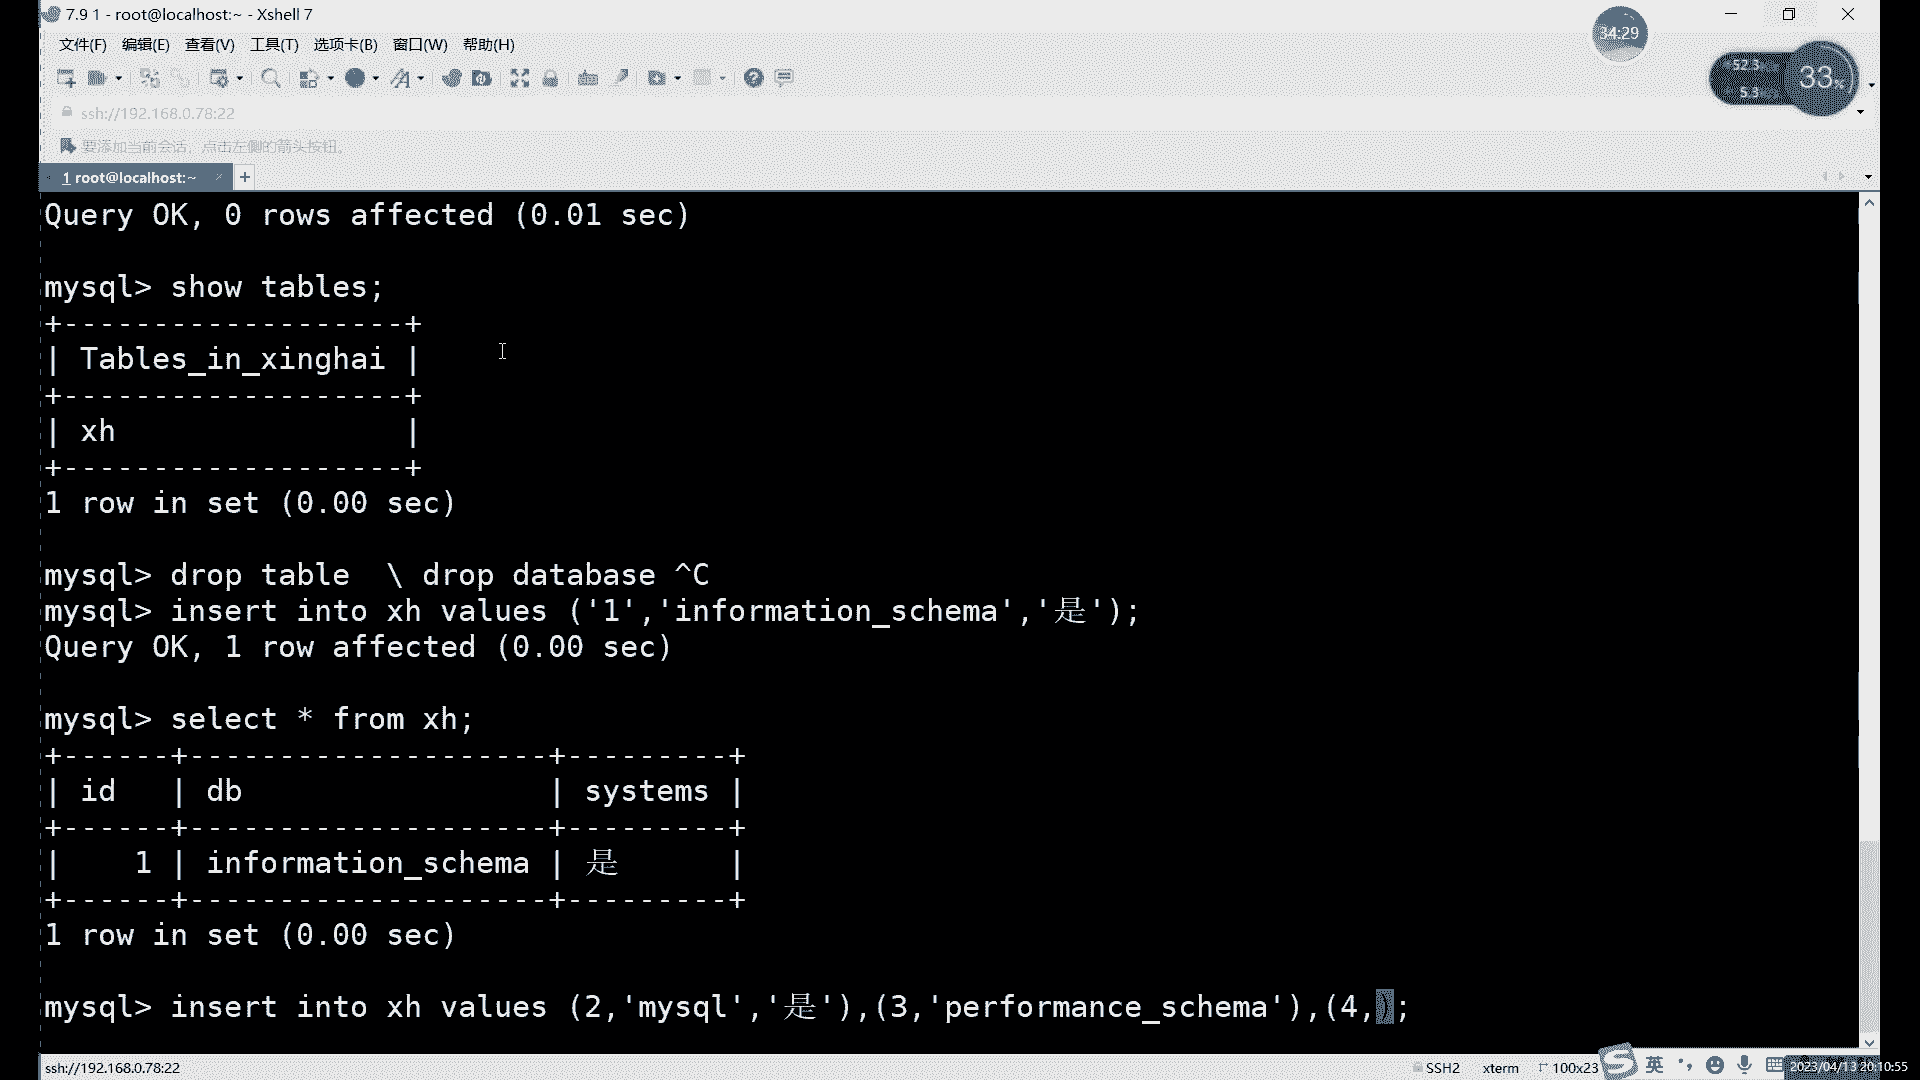 7.9 1 - root@localhost:~ - Xshell 7
34:29
文件(F) 编辑(E) 查看(V) 工具(T) 选项卡(B) 窗口(W) 帮助(H)
52.3
33%
5.3
ssh://192.168.0.78:22
要添加当前会话，点击左侧的箭头按钮。
1 root@localhost:~ × +
Query OK, 0 rows affected (0.01 sec)
mysql> show tables;
+-------------------+
| Tables_in_xinghai |
+-------------------+
| xh                |
+-------------------+
1 row in set (0.00 sec)
mysql> drop table  \ drop database ^C
mysql> insert into xh values ('1','information_schema','是');
Query OK, 1 row affected (0.00 sec)
mysql> select * from xh;
+------+--------------------+---------+
| id   | db                 | systems |
+------+--------------------+---------+
|    1 | information_schema | 是      |
+------+--------------------+---------+
1 row in set (0.00 sec)
mysql> insert into xh values (2,'mysql','是'),(3,'performance_schema'),(4,);
ssh://192.168.0.78:22 SSH2 xterm 100x23 英 2023/04/13 20:10:55